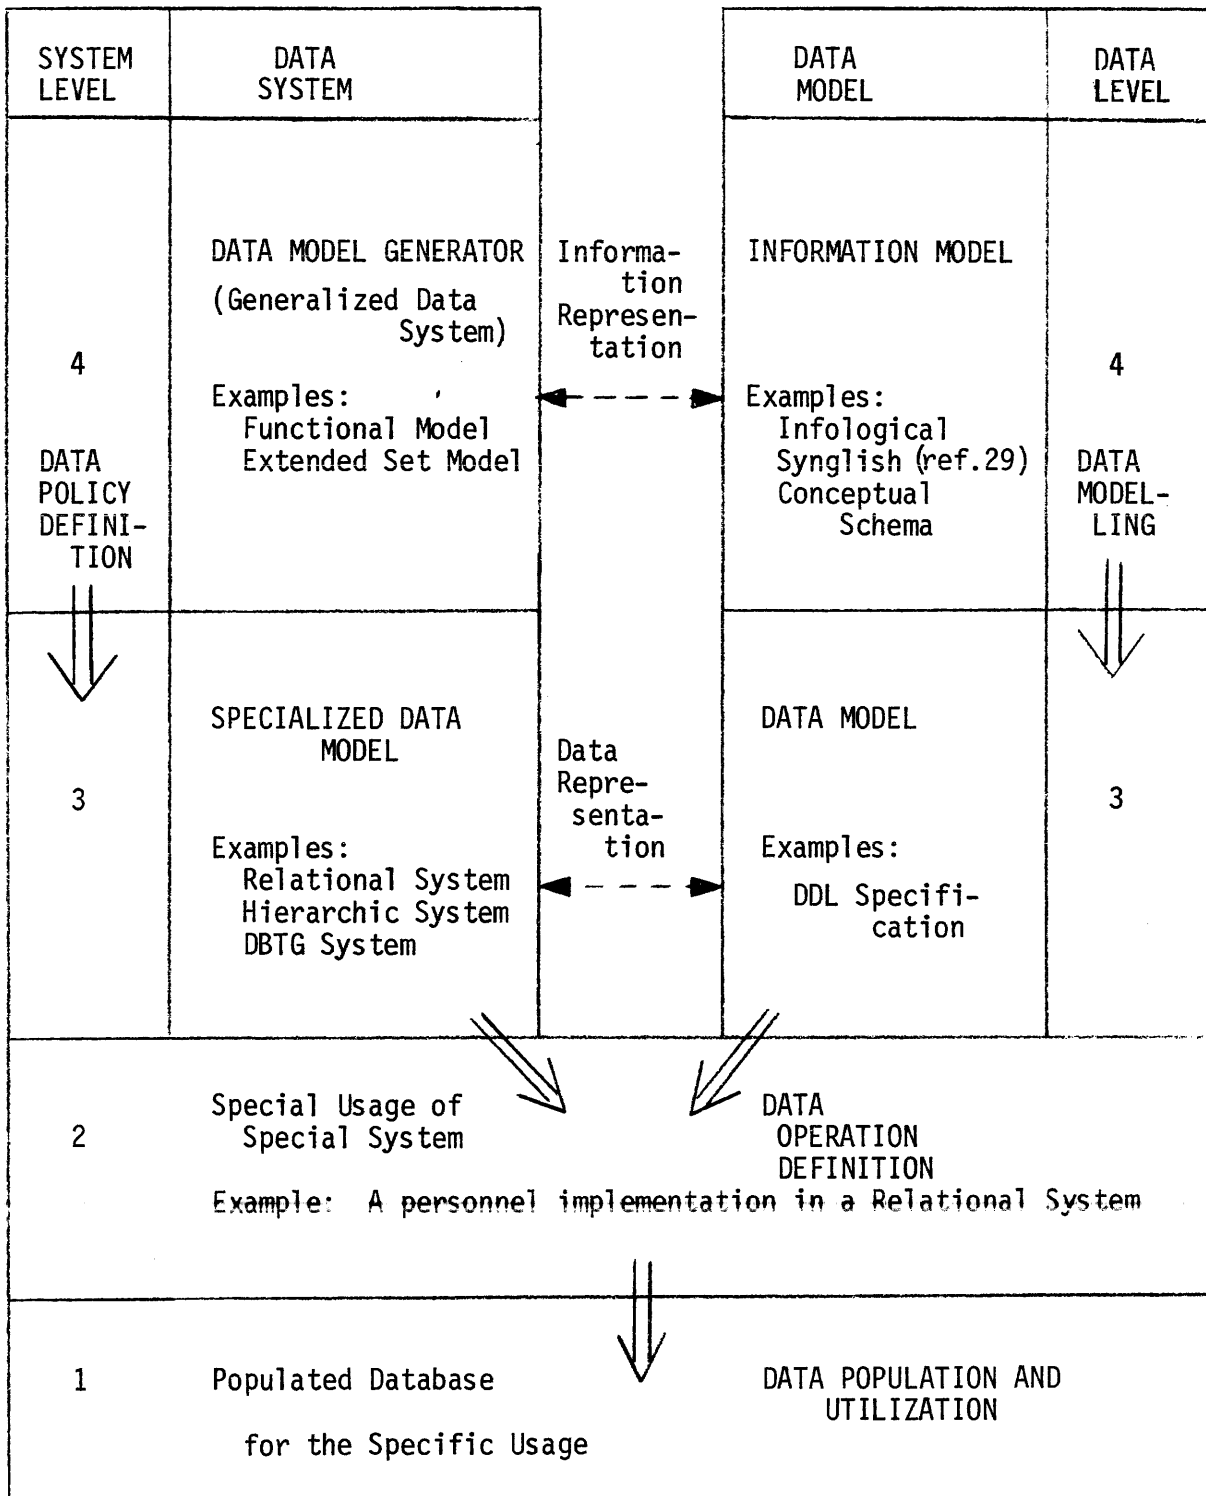 SYSTEM
LEVEL
DATA
SYSTEM
DATA
MODEL
DATA
LEVEL
DATA MODEL GENERATOR
(Generalized Data
System)
Examples:
Functional Model
Extended Set Model
4
DATA
POLICY
DEFINI-
TION
Informa-
tion
Represen-
tation
INFORMATION MODEL
Examples:
Infological
Synglish (ref.29)
Conceptual
Schema
4
DATA
MODEL-
LING
3
SPECIALIZED DATA
MODEL
Examples:
Relational System
Hierarchic System
DBTG System
Data
Repre-
senta-
tion
DATA MODEL
Examples:
DDL Specifi-
cation
3
2
Special Usage of
Special System
DATA
OPERATION
DEFINITION
Example: A personnel implementation in a Relational System
1
Populated Database
for the Specific Usage
DATA POPULATION AND
UTILIZATION